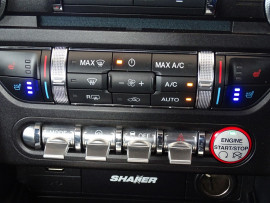 MAX
MAX A/C
A/C
AUTO
ENGINE
START/STOP
SHAKER